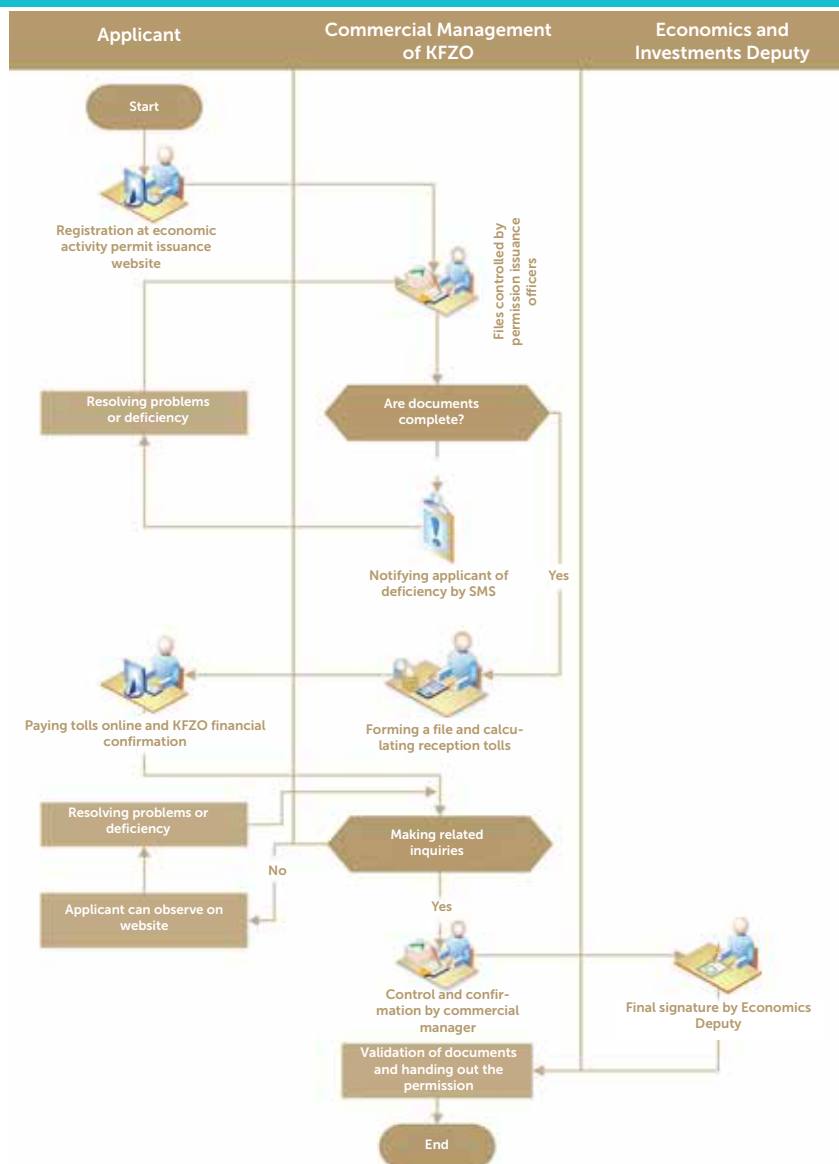 Applicant
Commercial Management
of KFZO
Economics and
Investments Deputy
Start
Registration at economic
activity permit issuance
website
Files controlled by
permission issuance
officers
Resolving problems
or deficiency
Are documents
complete?
Notifying applicant of
deficiency by SMS
Yes
Paying tolls online and KFZO financial
confirmation
Forming a file and calcu-
lating reception tolls
Resolving problems or
deficiency
Making related
inquiries
No
Applicant can observe on
website
Yes
Control and confir-
mation by commercial
manager
Final signature by Economics
Deputy
Validation of documents
and handing out the
permission
End